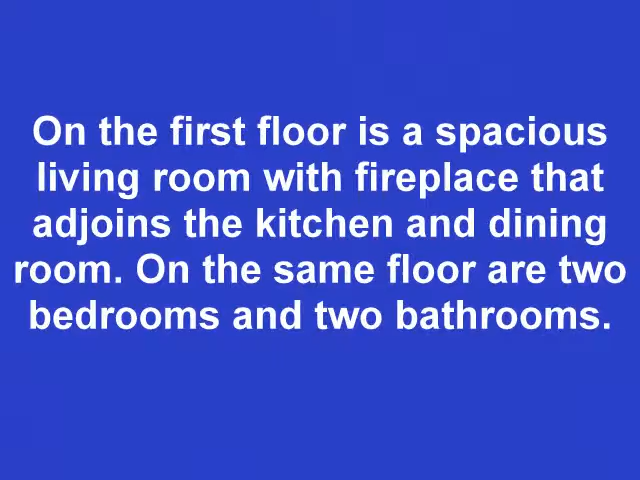 On the first floor is a spacious
living room with fireplace that
adjoins the kitchen and dining
room. On the same floor are two
bedrooms and two bathrooms.